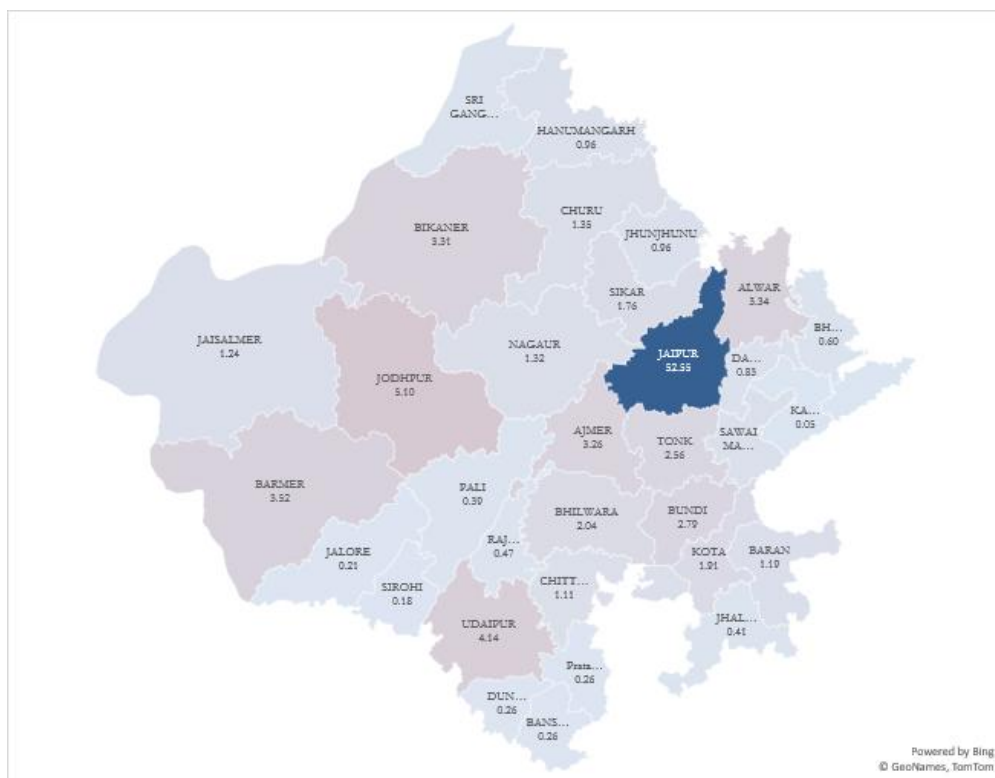 SRI
GANG...
HANUMANGARH
0.96
CHURU
1.35
BIKANER
3.31
JHUNJHUNU
0.96
SIKAR
1.76
ALWAR
3.34
JAISALMER
1.24
NAGAUR
1.32
BH...
0.60
JAIPUR
52.55
DA...
0.83
JODHPUR
5.10
KA...
0.05
AJMER
3.26
TONK
2.56
SAWAI
MA...
BARMER
3.52
PALI
0.39
BHILWARA
2.04
BUNDI
2.79
RAJ...
0.47
JALORE
0.21
KOTA
1.91
BARAN
1.19
SIROHI
0.18
CHITT...
1.11
UDAIPUR
4.14
JHAL...
0.41
Prata...
0.26
DUN...
0.26
BANS...
0.26
Powered by Bing
© GeoNames, TomTom